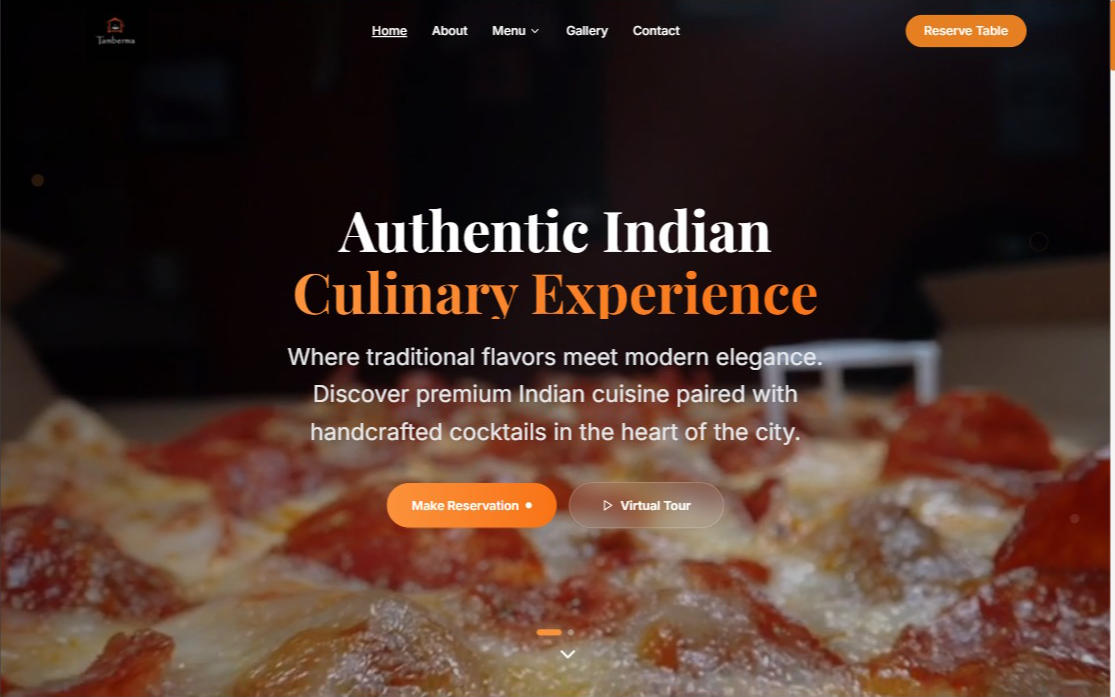 Tamberma
Home About Menu Gallery Contact
Reserve Table
Authentic Indian
Culinary Experience
Where traditional flavors meet modern elegance.
Discover premium Indian cuisine paired with
handcrafted cocktails in the heart of the city.
Make Reservation
Virtual Tour